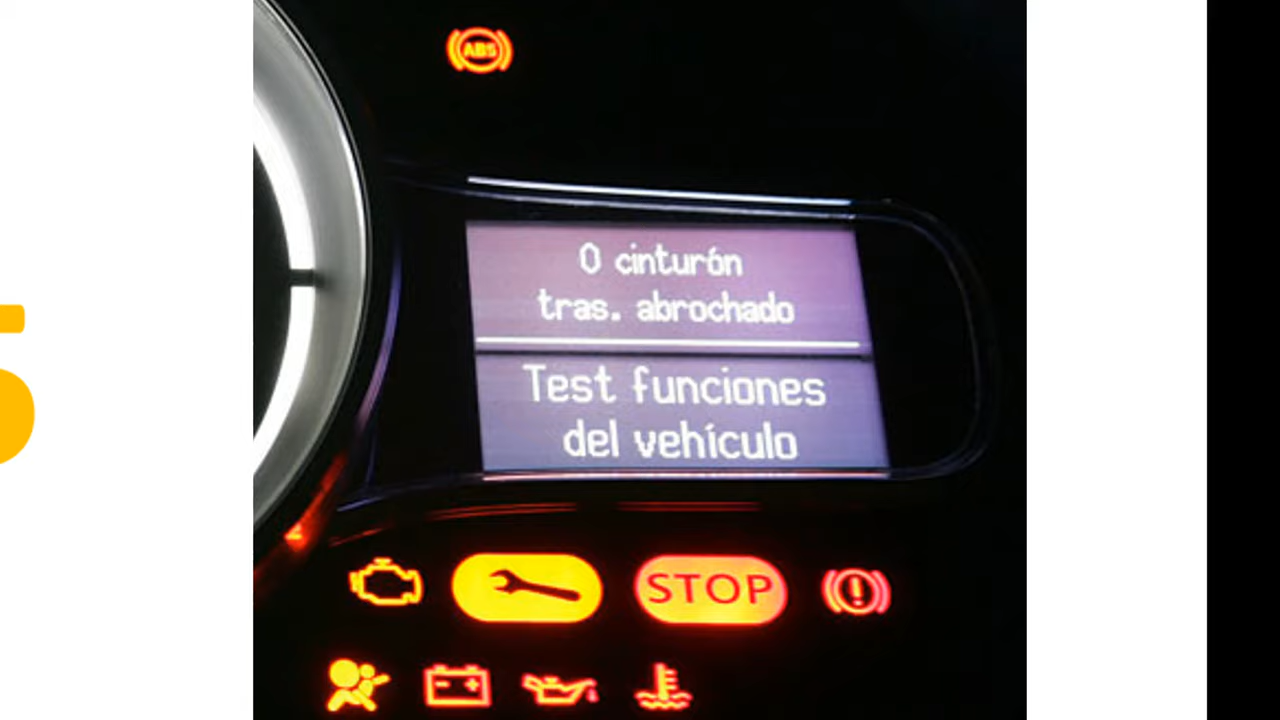 ABS
0 cinturón
tras. abrochado
Test funciones
del vehículo
STOP